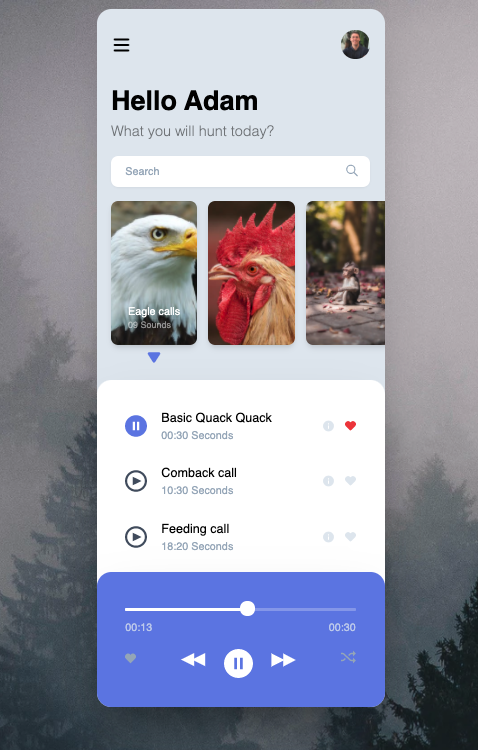 Hello Adam
What you will hunt today?
Search
Eagle calls
09 Sounds
Basic Quack Quack
00:30 Seconds
Comback call
10:30 Seconds
Feeding call
18:20 Seconds
00:13
00:30